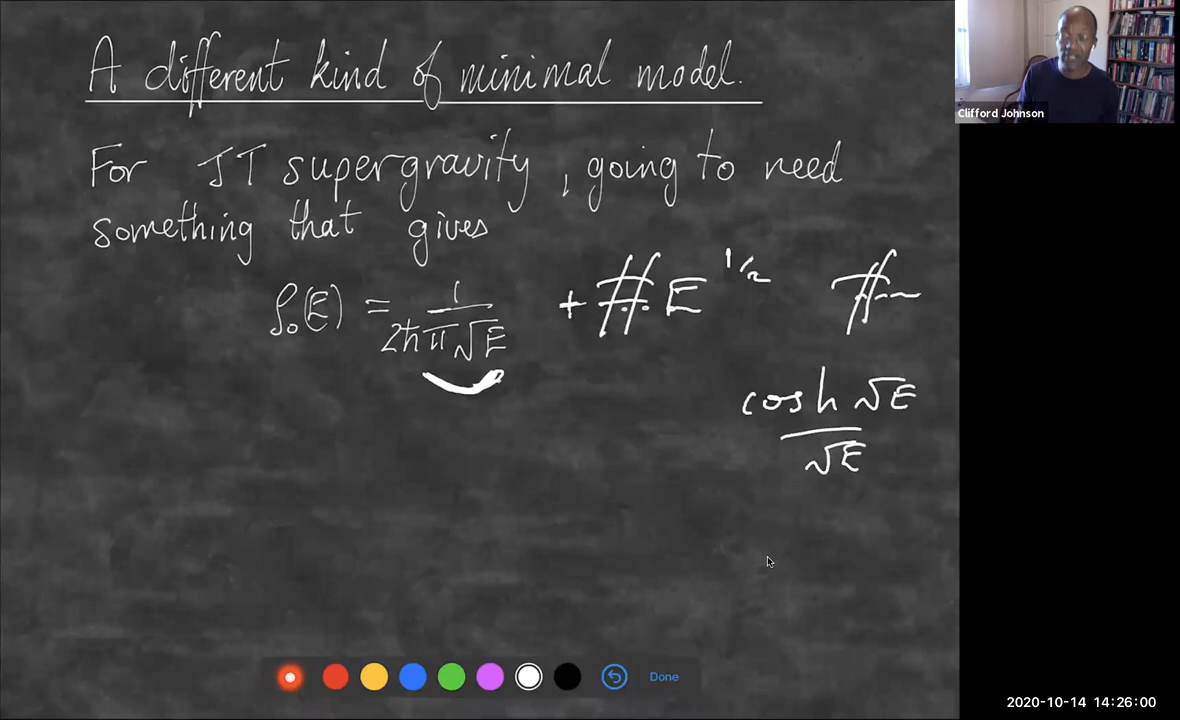 A different kind of minimal model.
For JT supergravity, going to need
something that gives
ρ₀(E) = 1/(2ħπ√E) + # E^{1/2} #
cosh √E
√E
Clifford Johnson
Done
2020-10-14 14:26:00